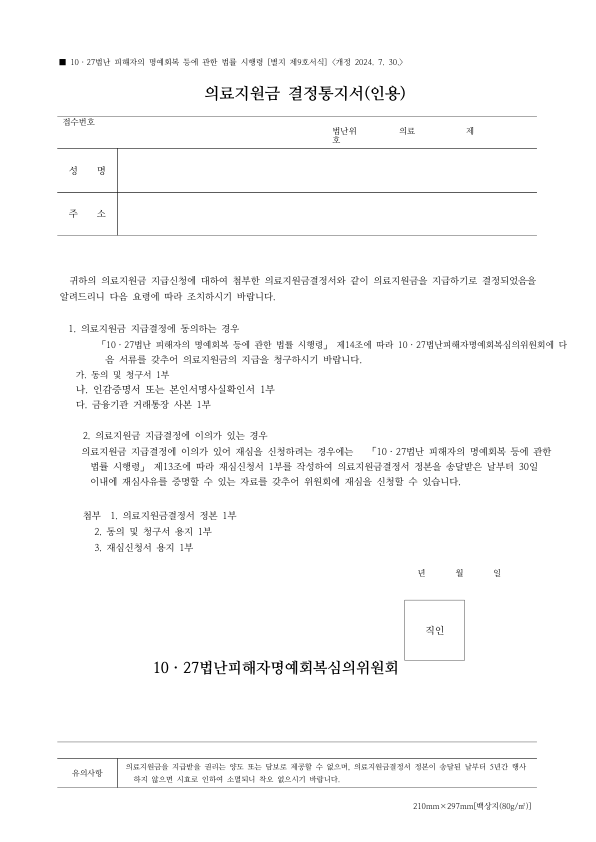 ■ 10ㆍ27법난 피해자의 명예회복 등에 관한 법률 시행령 [별지 제9호서식] 〈개정 2024. 7. 30.〉
의료지원금 결정통지서(인용)
접수번호
법난위 의료 제
호
성 명
주 소
귀하의 의료지원금 지급신청에 대하여 첨부한 의료지원금결정서와 같이 의료지원금을 지급하기로 결정되었음을
알려드리니 다음 요령에 따라 조치하시기 바랍니다.
1. 의료지원금 지급결정에 동의하는 경우
「10ㆍ27법난 피해자의 명예회복 등에 관한 법률 시행령」 제14조에 따라 10ㆍ27법난피해자명예회복심의위원회에 다
음 서류를 갖추어 의료지원금의 지급을 청구하시기 바랍니다.
가. 동의 및 청구서 1부
나. 인감증명서 또는 본인서명사실확인서 1부
다. 금융기관 거래통장 사본 1부
2. 의료지원금 지급결정에 이의가 있는 경우
의료지원금 지급결정에 이의가 있어 재심을 신청하려는 경우에는 「10ㆍ27법난 피해자의 명예회복 등에 관한
법률 시행령」 제13조에 따라 재심신청서 1부를 작성하여 의료지원금결정서 정본을 송달받은 날부터 30일
이내에 재심사유를 증명할 수 있는 자료를 갖추어 위원회에 재심을 신청할 수 있습니다.
첨부 1. 의료지원금결정서 정본 1부
2. 동의 및 청구서 용지 1부
3. 재심신청서 용지 1부
년 월 일
직인
10ㆍ27법난피해자명예회복심의위원회
유의사항
의료지원금을 지급받을 권리는 양도 또는 담보로 제공할 수 없으며, 의료지원금결정서 정본이 송달된 날부터 5년간 행사
하지 않으면 시효로 인하여 소멸되니 착오 없으시기 바랍니다.
210mm×297mm[백상지(80g/㎡)]